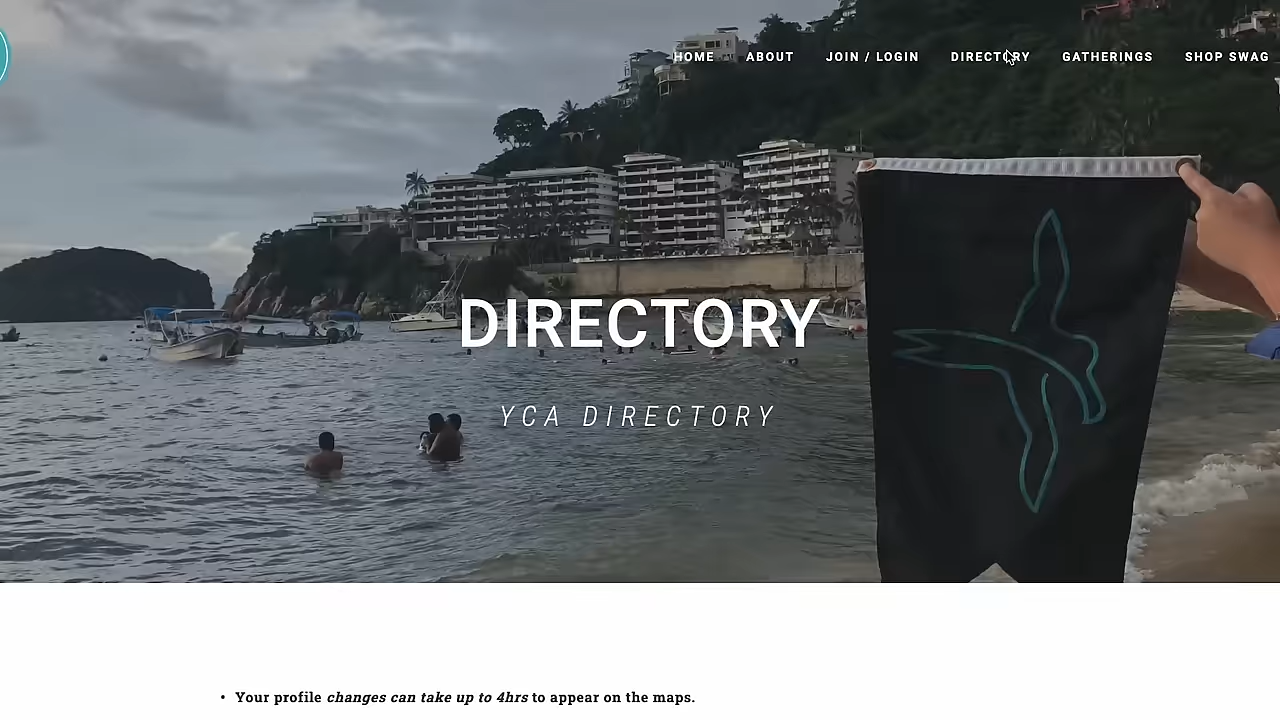 HOME ABOUT JOIN / LOGIN DIRECTORY GATHERINGS SHOP SWAG
DIRECTORY
YCA DIRECTORY
• Your profile changes can take up to 4hrs to appear on the maps.